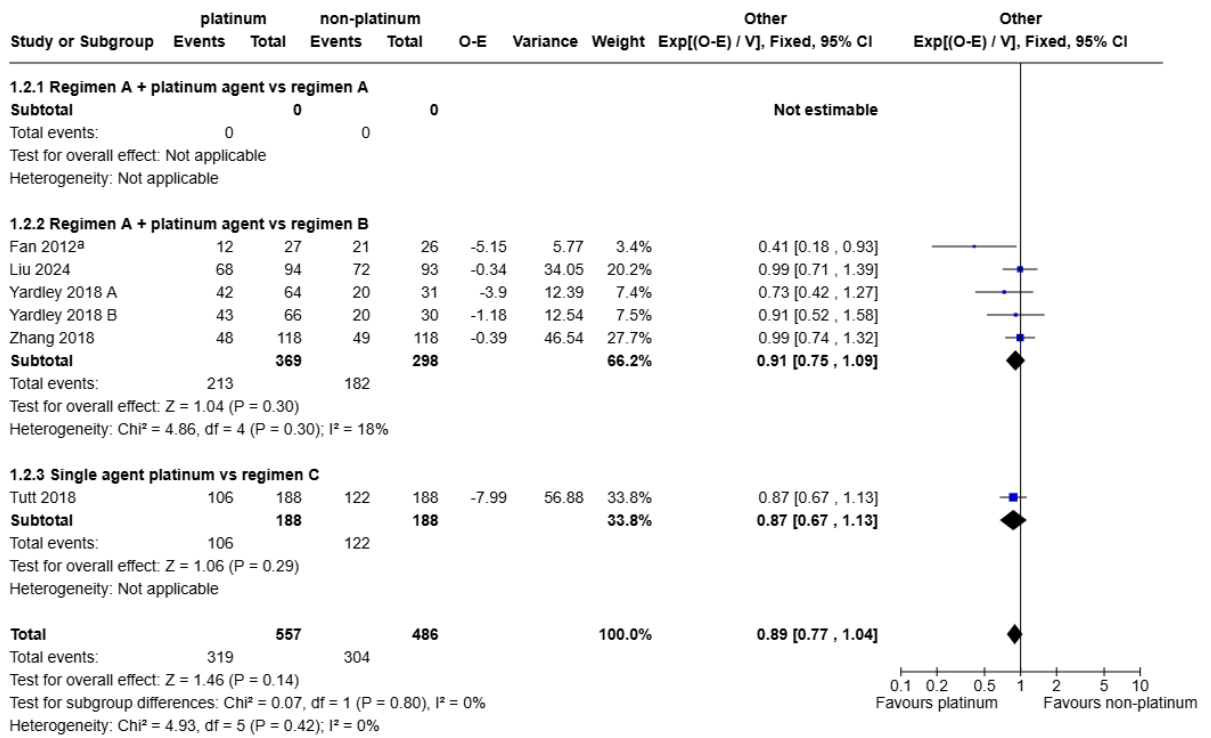 platinum non-platinum Other Other
Study or Subgroup Events Total Events Total O-E Variance Weight Exp[(O-E) / V], Fixed, 95% CI Exp[(O-E) / V], Fixed, 95% CI
1.2.1 Regimen A + platinum agent vs regimen A
Subtotal 0 0 Not estimable
Total events: 0 0
Test for overall effect: Not applicable
Heterogeneity: Not applicable
1.2.2 Regimen A + platinum agent vs regimen B
Fan 2012ª 12 27 21 26 -5.15 5.77 3.4% 0.41 [0.18 , 0.93]
Liu 2024 68 94 72 93 -0.34 34.05 20.2% 0.99 [0.71 , 1.39]
Yardley 2018 A 42 64 20 31 -3.9 12.39 7.4% 0.73 [0.42 , 1.27]
Yardley 2018 B 43 66 20 30 -1.18 12.54 7.5% 0.91 [0.52 , 1.58]
Zhang 2018 48 118 49 118 -0.39 46.54 27.7% 0.99 [0.74 , 1.32]
Subtotal 369 298 66.2% 0.91 [0.75 , 1.09]
Total events: 213 182
Test for overall effect: Z = 1.04 (P = 0.30)
Heterogeneity: Chi² = 4.86, df = 4 (P = 0.30); I² = 18%
1.2.3 Single agent platinum vs regimen C
Tutt 2018 106 188 122 188 -7.99 56.88 33.8% 0.87 [0.67 , 1.13]
Subtotal 188 188 33.8% 0.87 [0.67 , 1.13]
Total events: 106 122
Test for overall effect: Z = 1.06 (P = 0.29)
Heterogeneity: Not applicable
Total 557 486 100.0% 0.89 [0.77 , 1.04]
Total events: 319 304
Test for overall effect: Z = 1.46 (P = 0.14)
Test for subgroup differences: Chi² = 0.07, df = 1 (P = 0.80), I² = 0%
Heterogeneity: Chi² = 4.93, df = 5 (P = 0.42); I² = 0%
0.1 0.2 0.5 1 2 5 10
Favours platinum Favours non-platinum